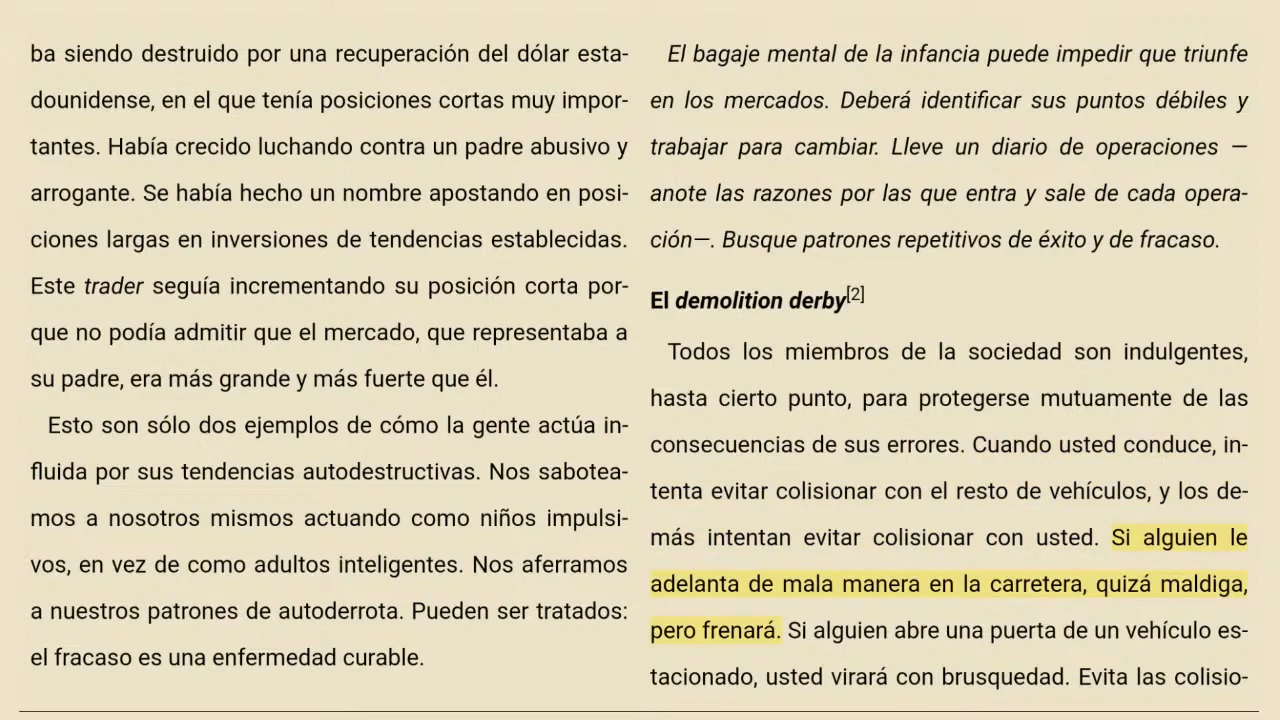 ba siendo destruido por una recuperación del dólar esta-
dounidense, en el que tenía posiciones cortas muy impor-
tantes. Había crecido luchando contra un padre abusivo y
arrogante. Se había hecho un nombre apostando en posi-
ciones largas en inversiones de tendencias establecidas.
Este trader seguía incrementando su posición corta por-
que no podía admitir que el mercado, que representaba a
su padre, era más grande y más fuerte que él.
Esto son sólo dos ejemplos de cómo la gente actúa in-
fluida por sus tendencias autodestructivas. Nos sabotea-
mos a nosotros mismos actuando como niños impulsi-
vos, en vez de como adultos inteligentes. Nos aferramos
a nuestros patrones de autoderrota. Pueden ser tratados:
el fracaso es una enfermedad curable.
El bagaje mental de la infancia puede impedir que triunfe
en los mercados. Deberá identificar sus puntos débiles y
trabajar para cambiar. Lleve un diario de operaciones —
anote las razones por las que entra y sale de cada opera-
ción—. Busque patrones repetitivos de éxito y de fracaso.
El demolition derby[2]
Todos los miembros de la sociedad son indulgentes,
hasta cierto punto, para protegerse mutuamente de las
consecuencias de sus errores. Cuando usted conduce, in-
tenta evitar colisionar con el resto de vehículos, y los de-
más intentan evitar colisionar con usted. Si alguien le
adelanta de mala manera en la carretera, quizá maldiga,
pero frenará. Si alguien abre una puerta de un vehículo es-
tacionado, usted virará con brusquedad. Evita las colisio-